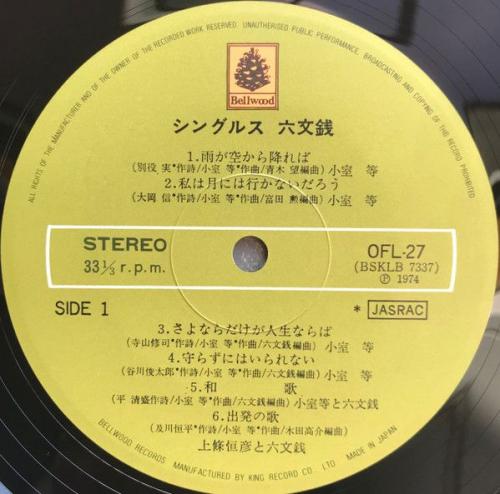 ALL RIGHTS OF THE MANUFACTURER AND OF THE OWNER OF THE RECORDED WORK RESERVED. UNAUTHORISED PUBLIC PERFORMANCE, BROADCASTING AND COPYING OF THE RECORD PROHIBITED.
Bellwood
シングルス 六文銭
1.雨が空から降れば
(別役 実*作詩/小室 等*作曲/青木 望編曲) 小室 等
2.私は月には行かないだろう
(大岡 信*作詩/小室 等*作曲/富田 勲編曲) 小室 等
STEREO
33⅓ r.p.m.
OFL-27
(BSKLB 7337)
Ⓟ 1974
SIDE 1
* JASRAC
3.さよならだけが人生ならば
(寺山修司*作詩/小室 等*作曲/六文銭編曲) 小室 等
4.守らずにはいられない
(谷川俊太郎*作詩/小室 等*作曲/六文銭編曲) 小室 等
5.和 歌
(平 清盛作詩/小室 等*作曲/六文銭編曲) 小室等と六文銭
6.出発の歌
(及川恒平*作詩/小室 等*作曲/木田高介編曲)
上條恒彦と六文銭
BELLWOOD RECORDS MANUFACTURED BY KING RECORD CO., LTD. MADE IN JAPAN